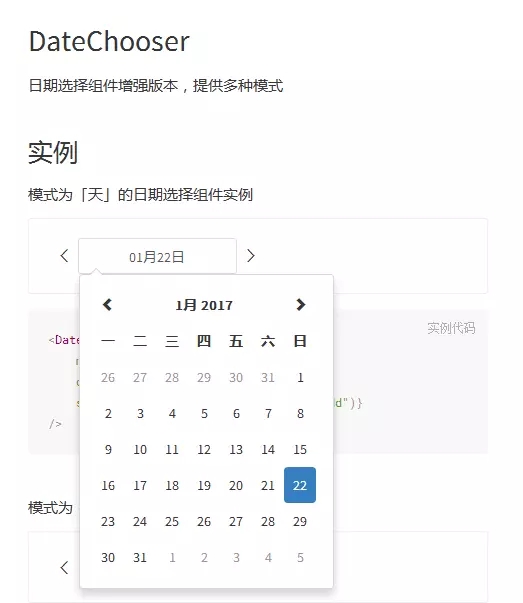 DateChooser
日期选择组件增强版本，提供多种模式
实例
模式为「天」的日期选择组件实例
01月22日
1月 2017
一 二 三 四 五 六 日
26 27 28 29 30 31 1
2 3 4 5 6 7 8
9 10 11 12 13 14 15
16 17 18 19 20 21 22
23 24 25 26 27 28 29
30 31 1 2 3 4 5
实例代码
<Date
d")}
/>
模式为